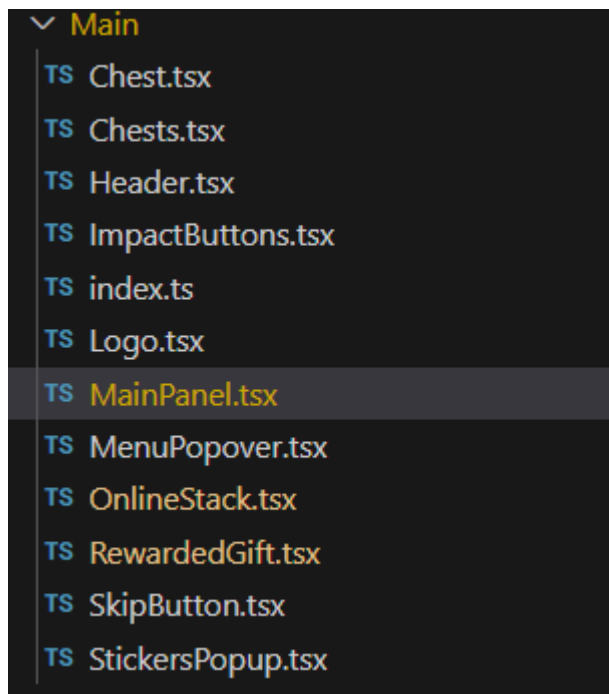 Main
TS Chest.tsx
TS Chests.tsx
TS Header.tsx
TS ImpactButtons.tsx
TS index.ts
TS Logo.tsx
TS MainPanel.tsx
TS MenuPopover.tsx
TS OnlineStack.tsx
TS RewardedGift.tsx
TS SkipButton.tsx
TS StickersPopup.tsx